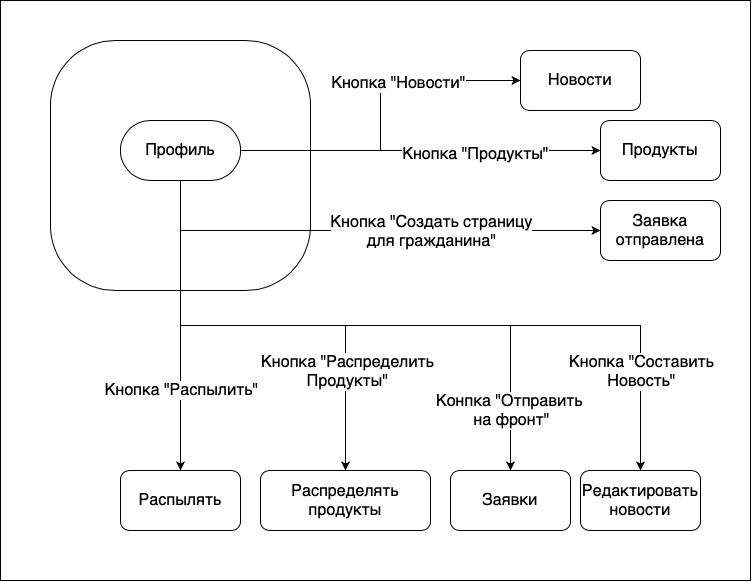 Кнопка "Новости"
Новости
Профиль
Кнопка "Продукты"
Продукты
Кнопка "Создать страницу
для гражданина"
Заявка
отправлена
Кнопка "Распылить"
Кнопка "Распределить
Продукты"
Конпка "Отправить
на фронт"
Кнопка "Составить
Новость"
Распылять
Распределять
продукты
Заявки
Редактировать
новости